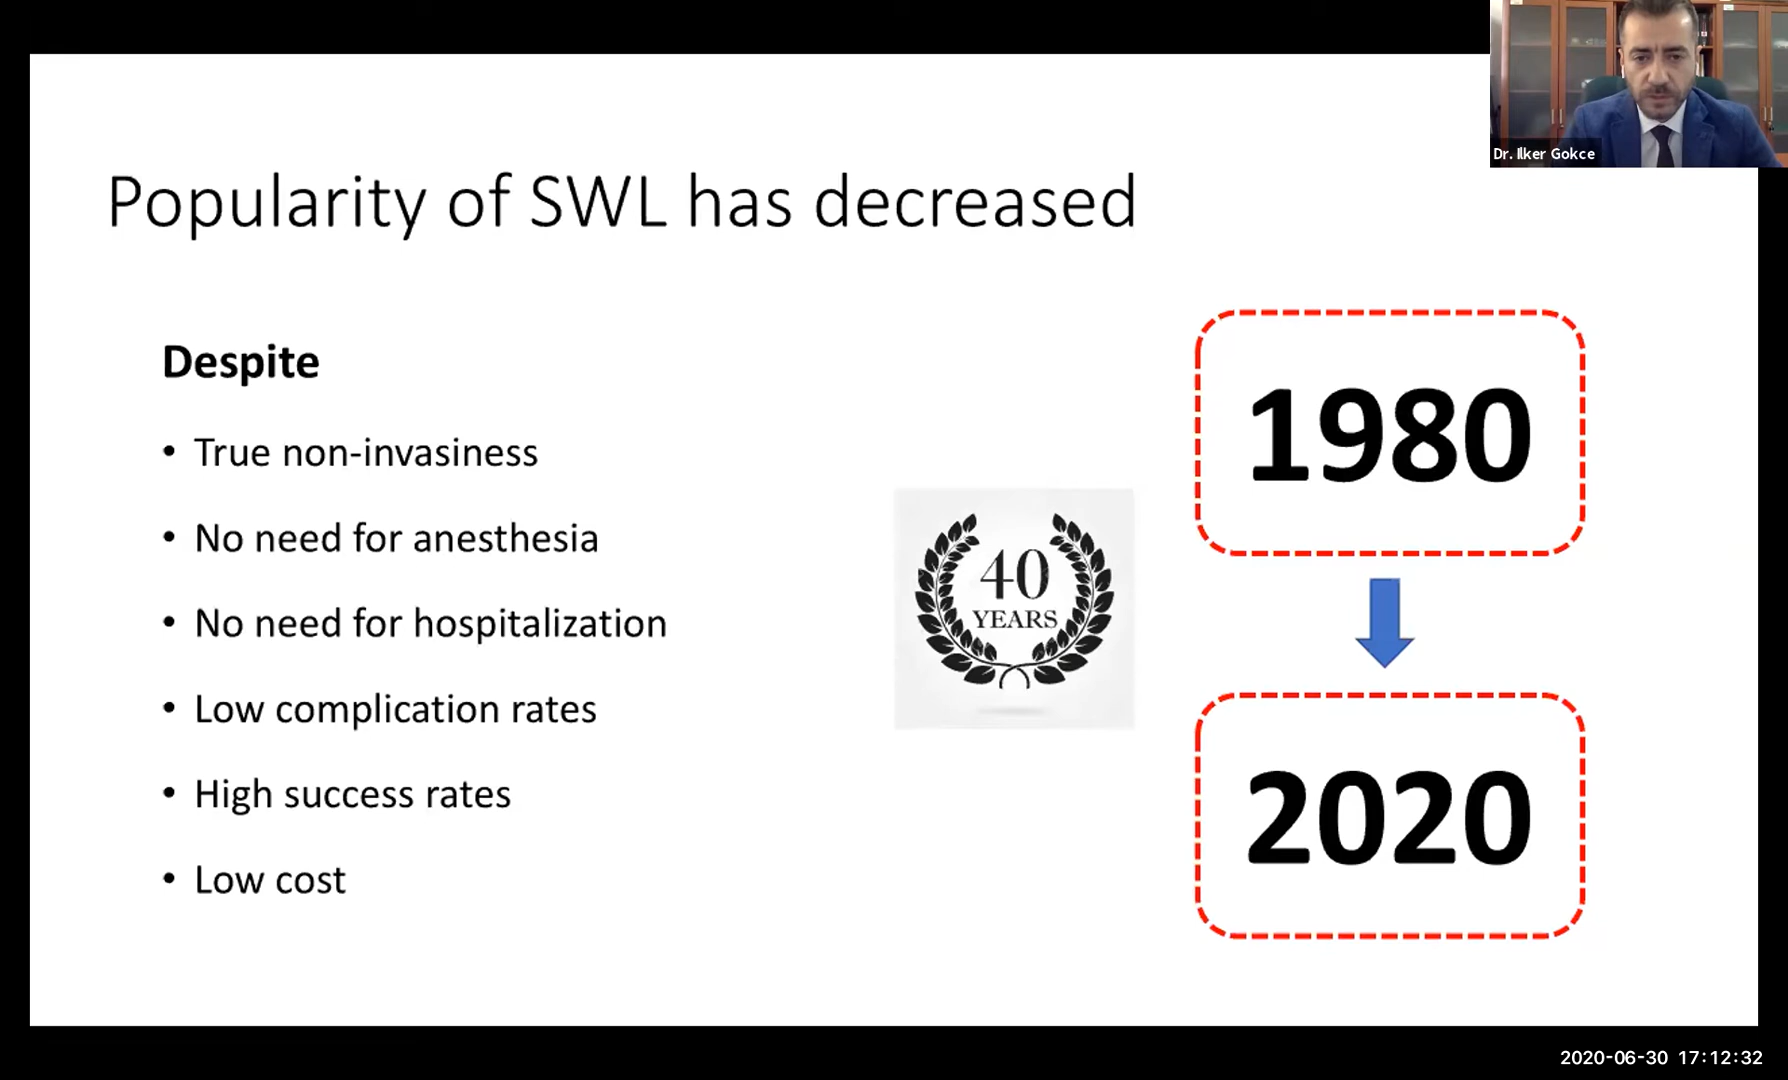 Dr. Ilker Gokce
Popularity of SWL has decreased
Despite
• True non-invasiness
• No need for anesthesia
• No need for hospitalization
• Low complication rates
• High success rates
• Low cost
40
YEARS
1980
2020
2020-06-30 17:12:32